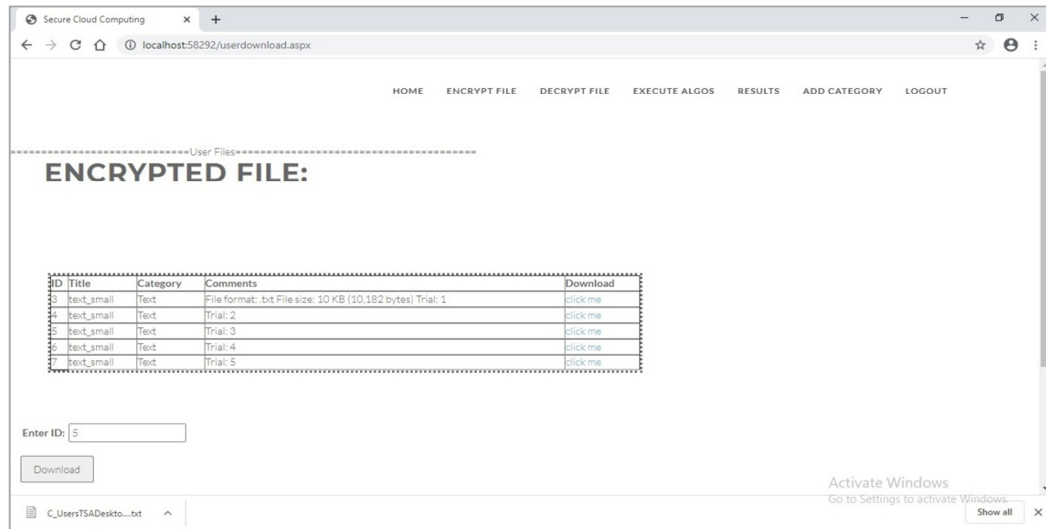 Secure Cloud Computing
localhost:58292/userdownload.aspx
HOME ENCRYPT FILE DECRYPT FILE EXECUTE ALGOS RESULTS ADD CATEGORY LOGOUT
==============================User Files========================================
ENCRYPTED FILE:
ID Title Category Comments Download
3 text_small Text File format: .txt File size: 10 KB (10,182 bytes) Trial: 1 click me
4 text_small Text Trial: 2 click me
5 text_small Text Trial: 3 click me
6 text_small Text Trial: 4 click me
7 text_small Text Trial: 5 click me
Enter ID: 5
Download
Activate Windows
Go to Settings to activate Windows.
C_UsersTSADeskto....txt
Show all